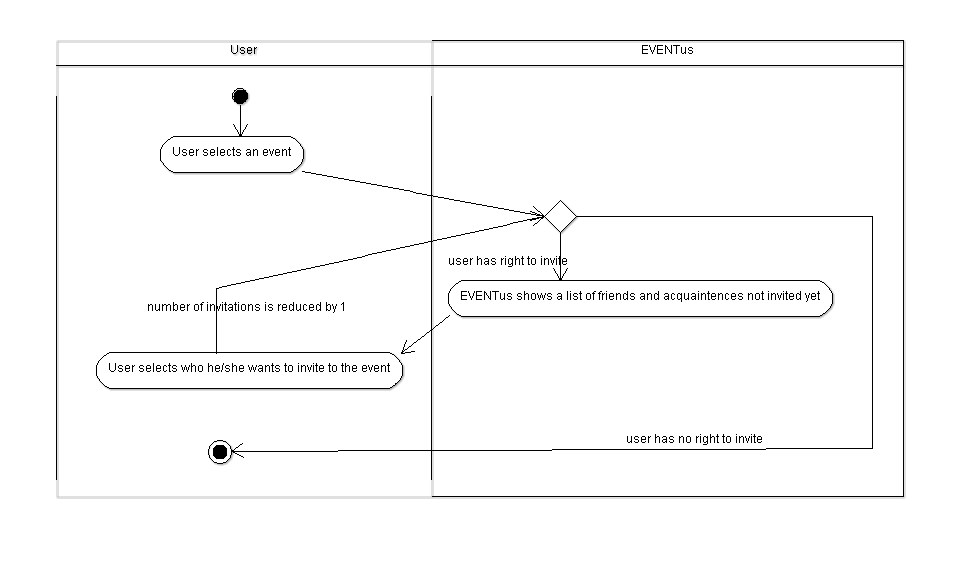 User
EVENTus
User selects an event
user has right to invite
EVENTus shows a list of friends and acquaintences not invited yet
number of invitations is reduced by 1
User selects who he/she wants to invite to the event
user has no right to invite